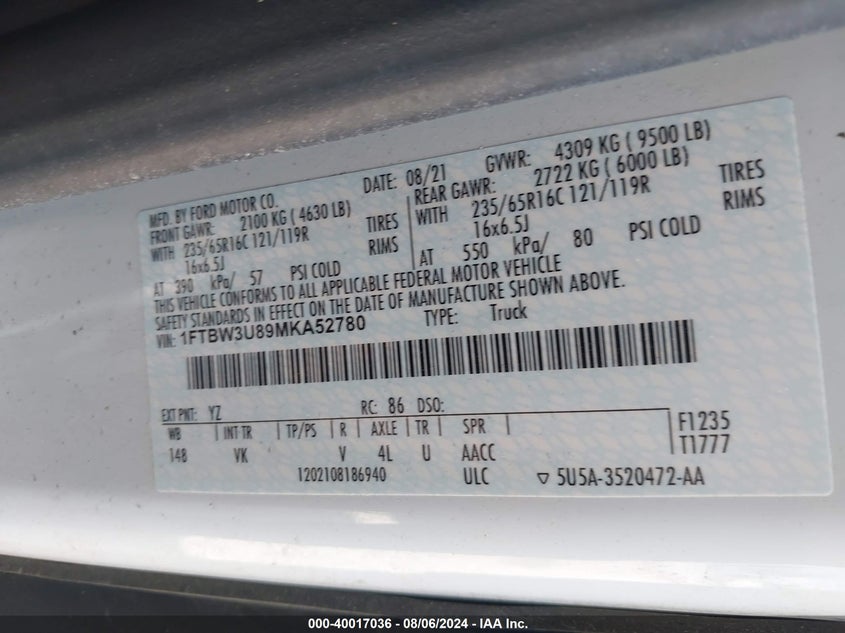 MFD. BY FORD MOTOR CO. DATE: 08/21 GVWR: 4309 KG ( 9500 LB)
FRONT GAWR: 2100 KG ( 4630 LB) REAR GAWR: 2722 KG ( 6000 LB)
WITH 235/65R16C 121/119R TIRES WITH 235/65R16C 121/119R TIRES
16x6.5J RIMS 16x6.5J RIMS
AT 390 kPa/ 57 PSI COLD AT 550 kPa/ 80 PSI COLD
THIS VEHICLE CONFORMS TO ALL APPLICABLE FEDERAL MOTOR VEHICLE
SAFETY STANDARDS IN EFFECT ON THE DATE OF MANUFACTURE SHOWN ABOVE.
VIN: 1FTBW3U89MKA52780 TYPE: Truck
EXT PNT: YZ RC: 86 DSO:
WB INT TR TP/PS R AXLE TR SPR F1235
148 VK V 4L U AACC T1777
1202108186940 ULC ▽ 5U5A-3520472-AA
000-40017036 - 08/06/2024 - IAA Inc.